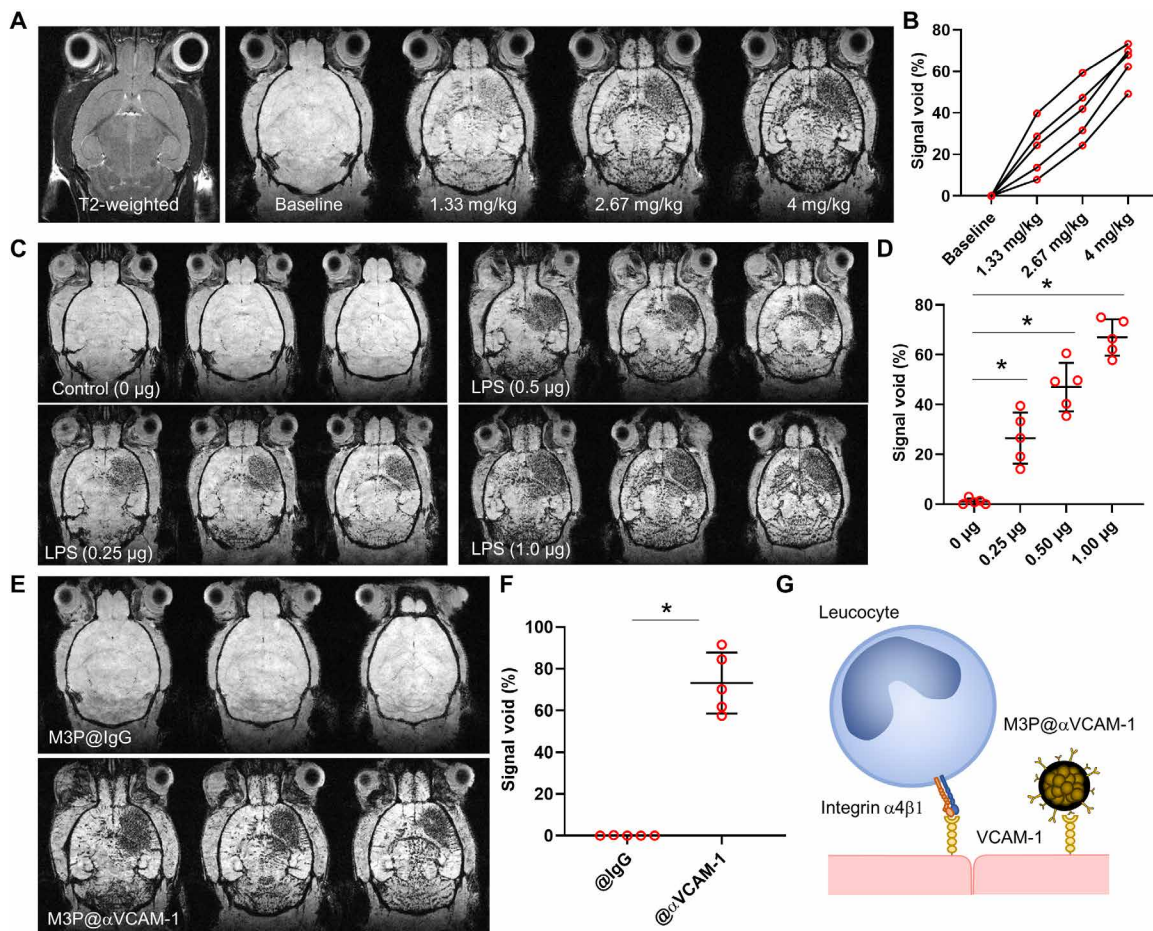 A
T2-weighted
Baseline
1.33 mg/kg
2.67 mg/kg
4 mg/kg
B
Signal void (%)
80
60
40
20
0
Baseline
1.33 mg/kg
2.67 mg/kg
4 mg/kg
C
Control (0 µg)
LPS (0.5 µg)
LPS (0.25 µg)
LPS (1.0 µg)
D
Signal void (%)
80
60
40
20
0
*
*
*
0 µg
0.25 µg
0.50 µg
1.00 µg
E
M3P@IgG
M3P@αVCAM-1
F
Signal void (%)
100
80
60
40
20
0
*
@IgG
@αVCAM-1
G
Leucocyte
M3P@αVCAM-1
Integrin α4β1
VCAM-1